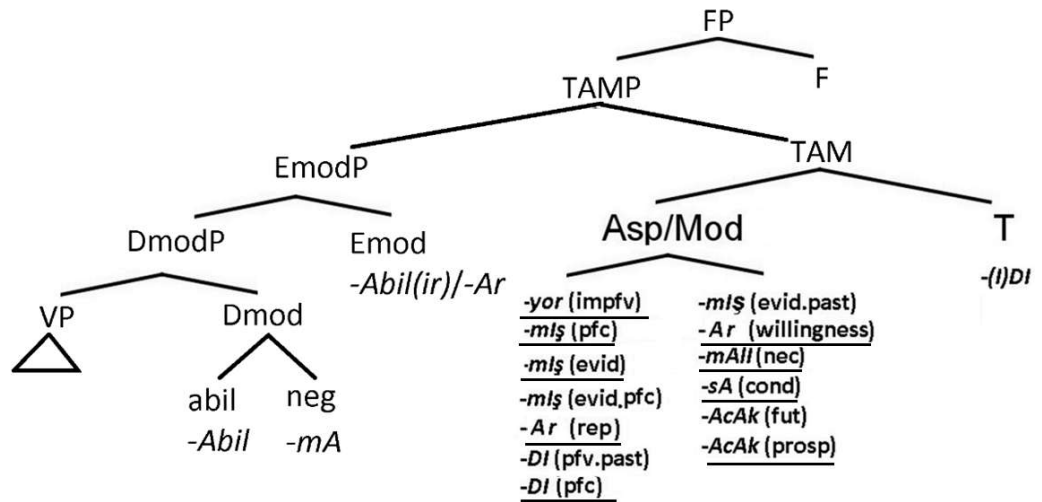 FP
TAMP
F
EmodP
TAM
DmodP
Emod
-Abil(ir)/-Ar
Asp/Mod
T
-(I)DI
VP
Dmod
abil
neg
-Abil
-mA
-yor (impfv)
-mIş (pfc)
-mIş (evid)
-mIş (evid.pfc)
-Ar (rep)
-DI (pfv.past)
-DI (pfc)
-mIş (evid.past)
-Ar (willingness)
-mAlI (nec)
-sA (cond)
-AcAk (fut)
-AcAk (prosp)